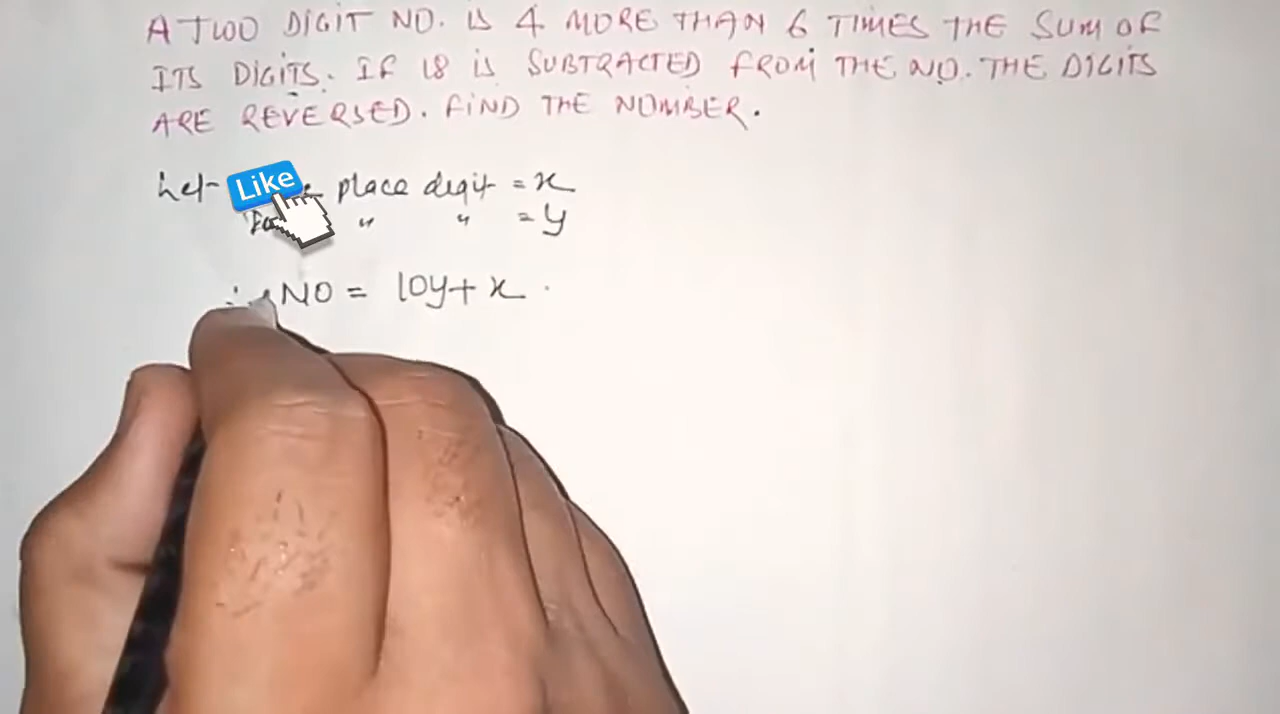 A TWO DIGIT NO. IS 4 MORE THAN 6 TIMES THE SUM OF
ITS DIGITS. IF 18 IS SUBTRACTED FROM THE NO. THE DIGITS
ARE REVERSED. FIND THE NUMBER.
Let Like place digit = x
" " = y
NO = 10y + x